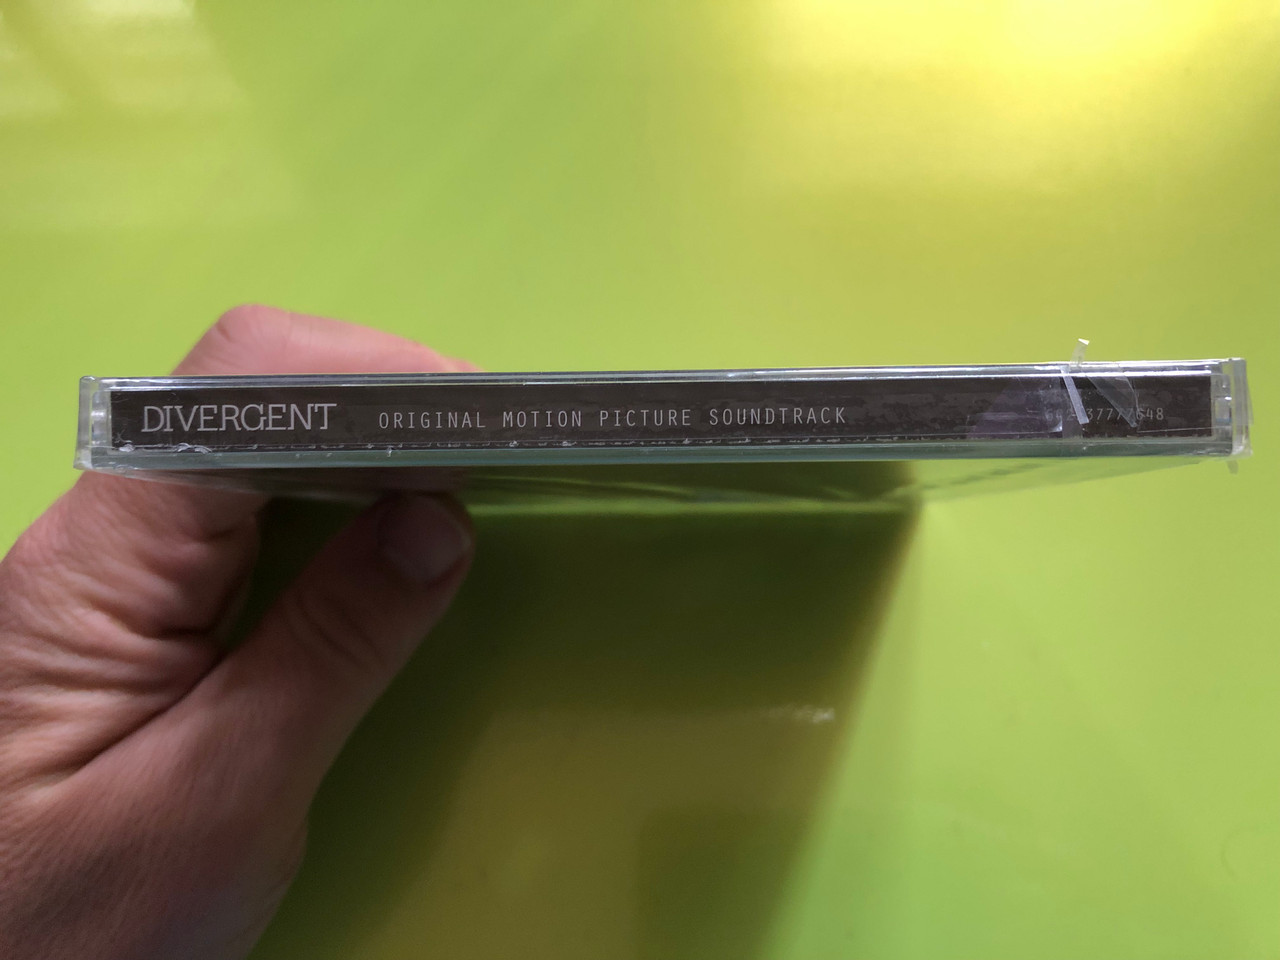 DIVERGENT ORIGINAL MOTION PICTURE SOUNDTRACK